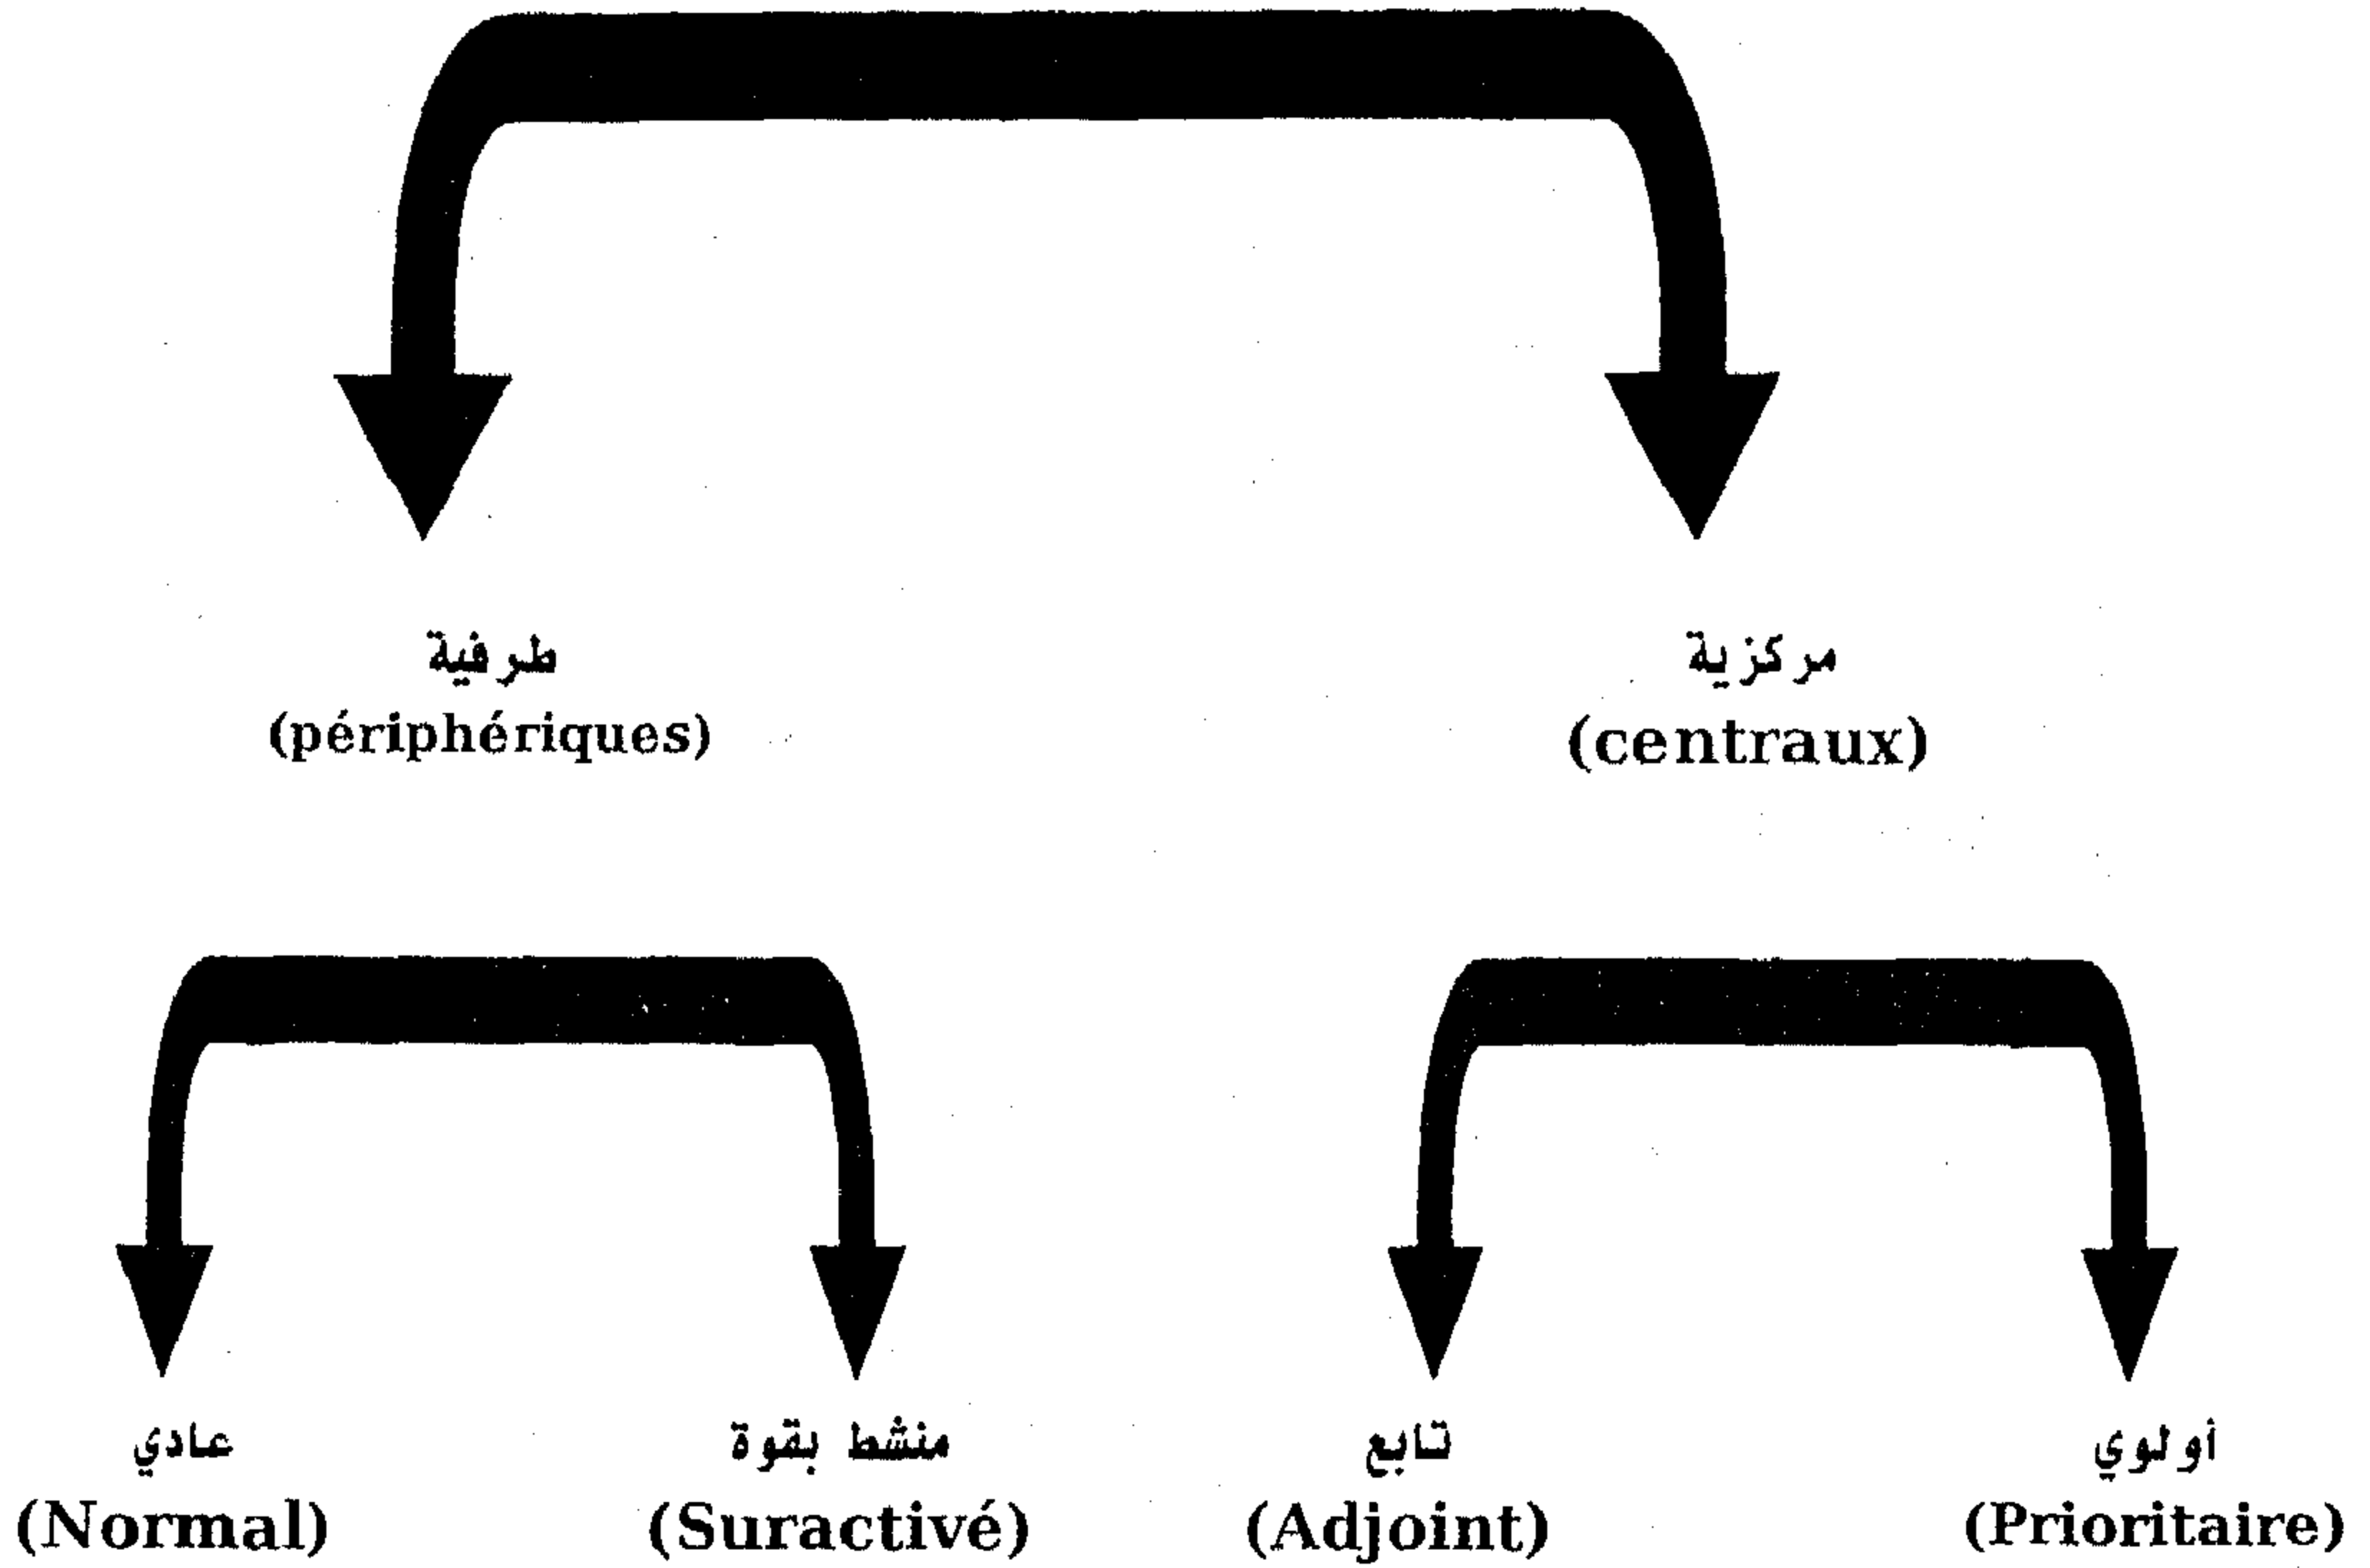 مركزية
(centraux)
طرفية
(périphériques)
أولوي
(Prioritaire)
تابع
(Adjoint)
منشط بقوة
(Suractivé)
عادي
(Normal)